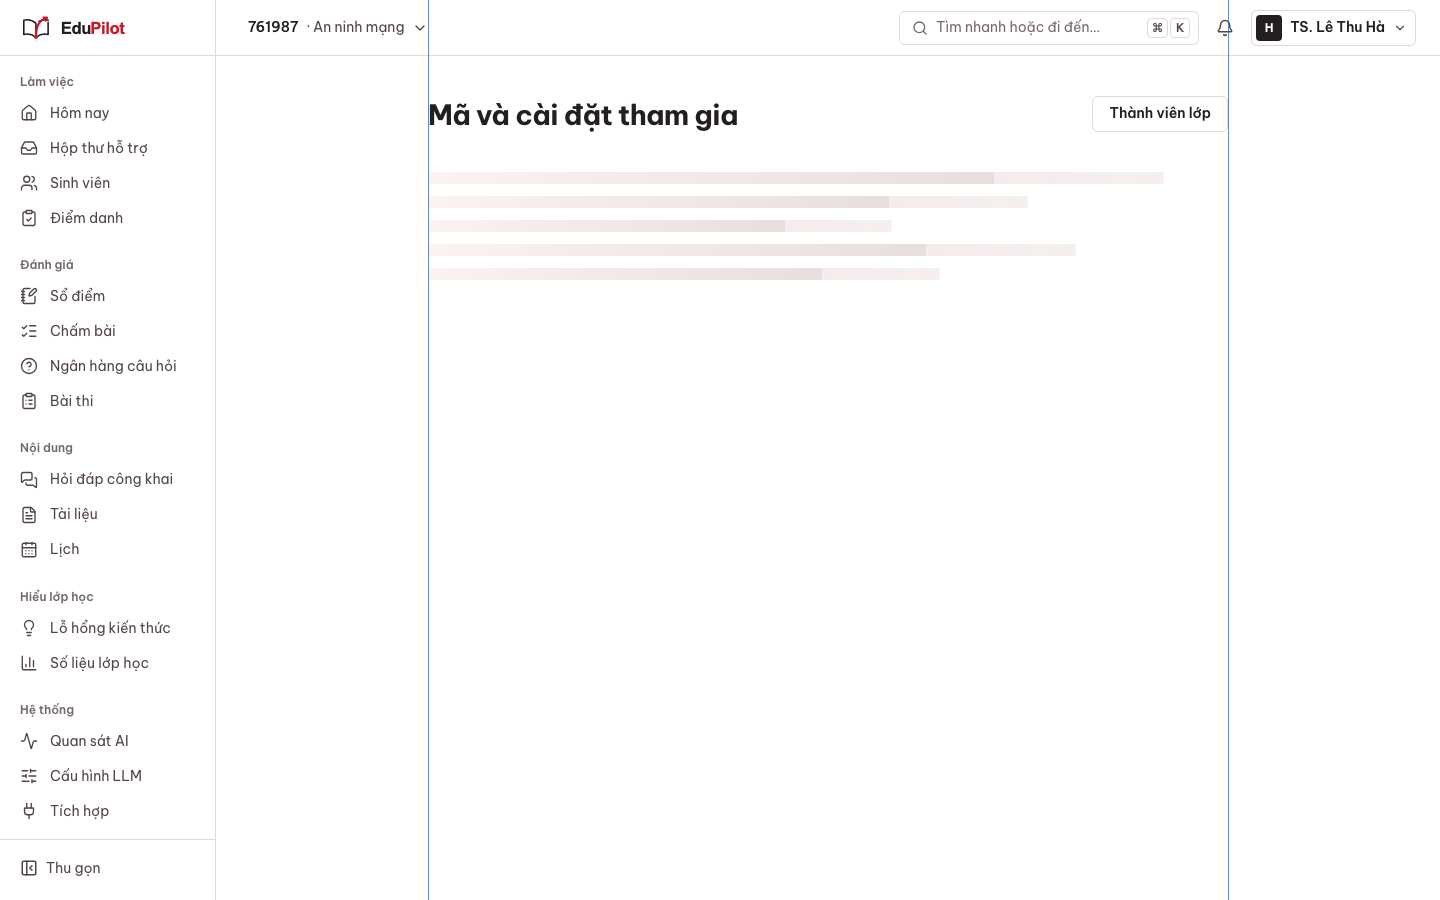 EduPilot
761987 · An ninh mạng
Tìm nhanh hoặc đi đến...
⌘ K
H TS. Lê Thu Hà
Làm việc
Hôm nay
Hộp thư hỗ trợ
Sinh viên
Điểm danh
Đánh giá
Sổ điểm
Chấm bài
Ngân hàng câu hỏi
Bài thi
Nội dung
Hỏi đáp công khai
Tài liệu
Lịch
Hiểu lớp học
Lỗ hổng kiến thức
Số liệu lớp học
Hệ thống
Quan sát AI
Cấu hình LLM
Tích hợp
Thu gọn
Mã và cài đặt tham gia
Thành viên lớp